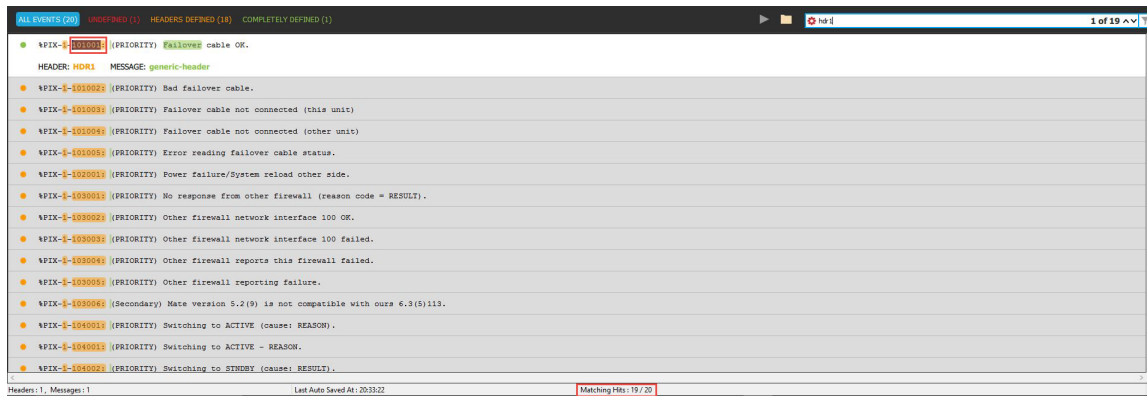 ALL EVENTS (20) UNDEFINED (1) HEADERS DEFINED (18) COMPLETELY DEFINED (1) hdr1 1 of 19
%PIX-1-101001: (PRIORITY) Failover cable OK.
HEADER: HDR1 MESSAGE: generic-header
%PIX-1-101002: (PRIORITY) Bad failover cable.
%PIX-1-101003: (PRIORITY) Failover cable not connected (this unit)
%PIX-1-101004: (PRIORITY) Failover cable not connected (other unit)
%PIX-1-101005: (PRIORITY) Error reading failover cable status.
%PIX-1-102001: (PRIORITY) Power failure/System reload other side.
%PIX-1-103001: (PRIORITY) No response from other firewall (reason code = RESULT).
%PIX-1-103002: (PRIORITY) Other firewall network interface 100 OK.
%PIX-1-103003: (PRIORITY) Other firewall network interface 100 failed.
%PIX-1-103004: (PRIORITY) Other firewall reports this firewall failed.
%PIX-1-103005: (PRIORITY) Other firewall reporting failure.
%PIX-1-103006: (Secondary) Mate version 5.2(9) is not compatible with ours 6.3(5)113.
%PIX-1-104001: (PRIORITY) Switching to ACTIVE (cause: REASON).
%PIX-1-104001: (PRIORITY) Switching to ACTIVE - REASON.
%PIX-1-104002: (PRIORITY) Switching to STNDBY (cause: RESULT).
Headers : 1 , Messages : 1 Last Auto Saved At : 20:33:22 Matching Hits : 19 / 20